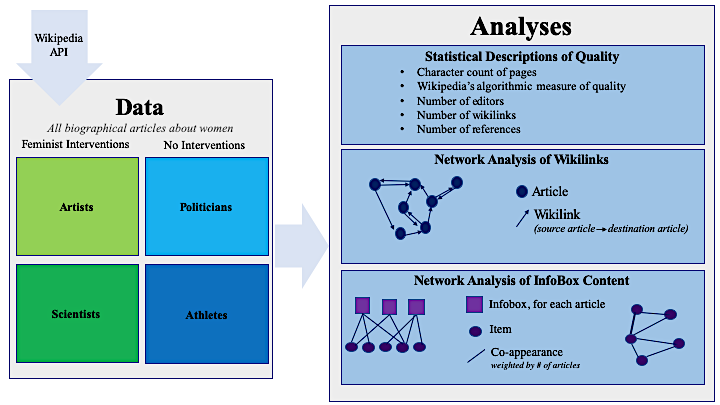 Wikipedia
API
Data
All biographical articles about women
Feminist Interventions
No Interventions
Artists
Politicians
Scientists
Athletes
Analyses
Statistical Descriptions of Quality
• Character count of pages
• Wikipedia's algorithmic measure of quality
• Number of editors
• Number of wikilinks
• Number of references
Network Analysis of Wikilinks
Article
Wikilink
(source article→destination article)
Network Analysis of InfoBox Content
Infobox, for each article
Item
Co-appearance
weighted by # of articles